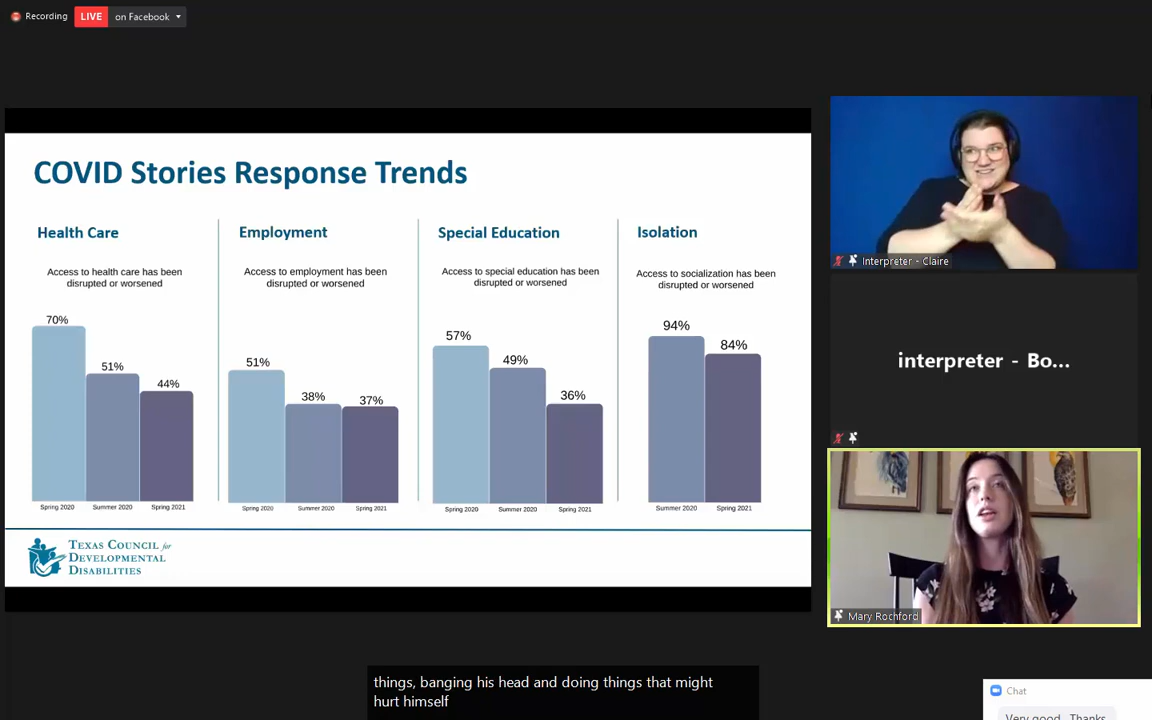 Recording
LIVE on Facebook
COVID Stories Response Trends
Health Care
Access to health care has been
disrupted or worsened
70%
51%
44%
Spring 2020 Summer 2020 Spring 2021
Employment
Access to employment has been
disrupted or worsened
51%
38%
37%
Spring 2020 Summer 2020 Spring 2021
Special Education
Access to special education has been
disrupted or worsened
57%
49%
36%
Spring 2020 Summer 2020 Spring 2021
Isolation
Access to socialization has been
disrupted or worsened
94%
84%
Summer 2020 Spring 2021
TEXAS COUNCIL for
DEVELOPMENTAL
DISABILITIES
Interpreter - Claire
interpreter - Bo...
Mary Rochford
things, banging his head and doing things that might
hurt himself
Chat
Very good. Thanks